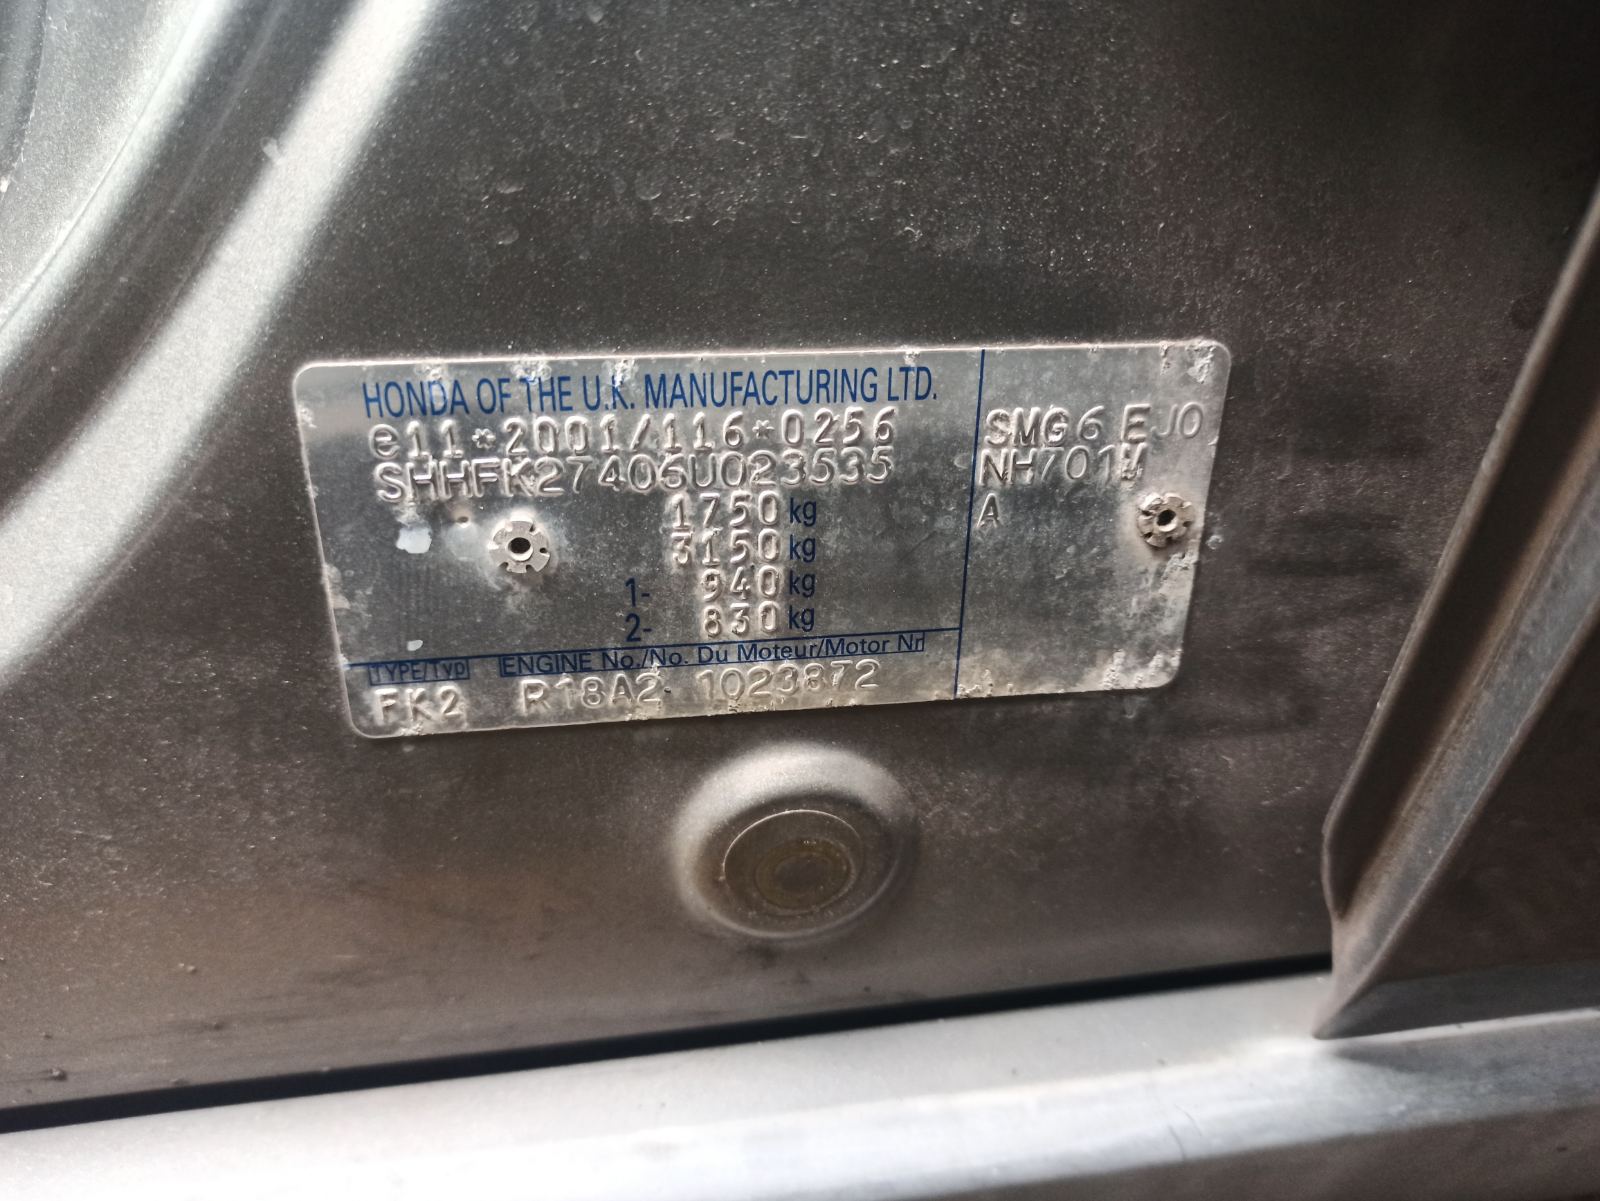 HONDA OF THE U.K. MANUFACTURING LTD.
e11*2001/116*0256
SHHFK27406U023535
1750 kg
3150 kg
1- 940 kg
2- 830 kg
TYPE/Typ ENGINE No./No. Du Moteur/Motor Nr
FK2 R18A2 1023872
SMG6 EJO
NH701M
A